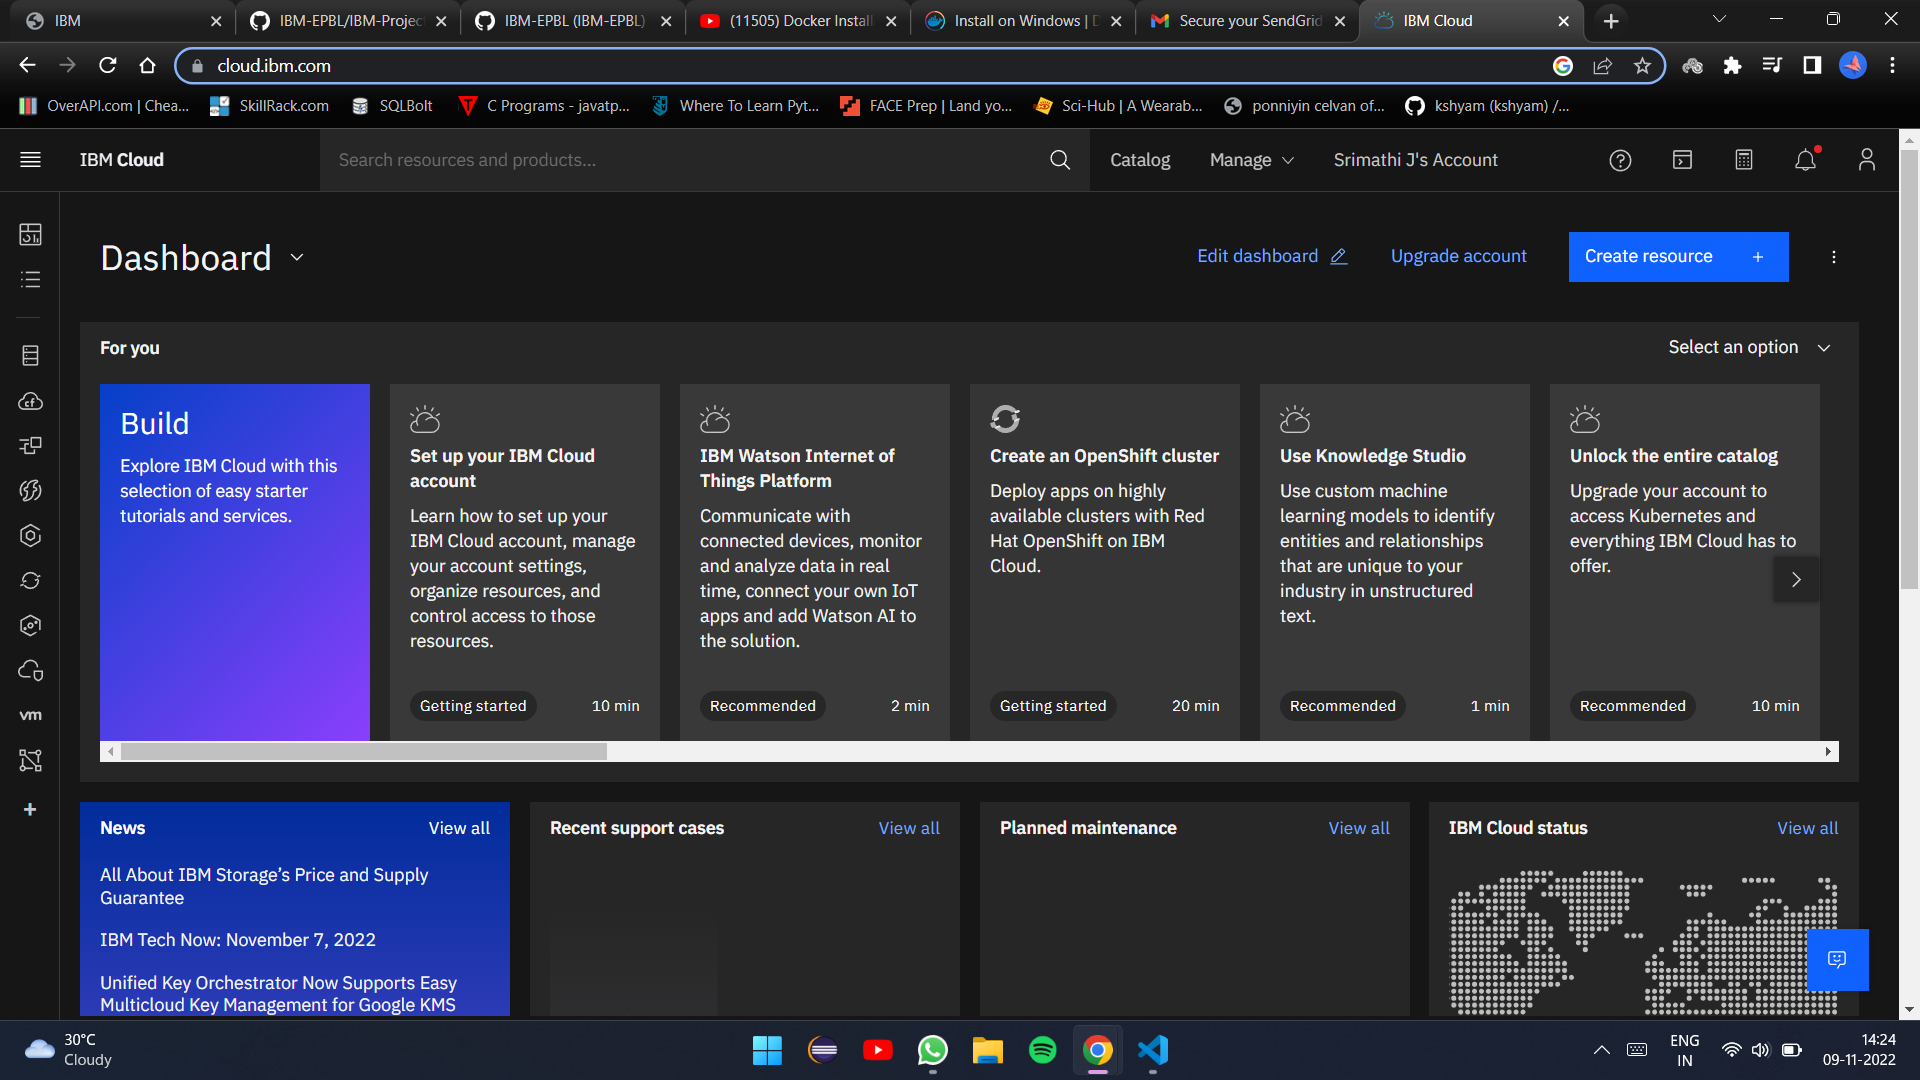 IBM
IBM-EPBL/IBM-Projec
IBM-EPBL (IBM-EPBL)
(11505) Docker Install
Install on Windows | D
Secure your SendGrid
IBM Cloud
cloud.ibm.com
OverAPI.com | Chea...
SkillRack.com
SQLBolt
C Programs - javatp...
Where To Learn Pyt...
FACE Prep | Land yo...
Sci-Hub | A Wearab...
ponniyin celvan of...
kshyam (kshyam) /...
IBM Cloud
Search resources and products...
Catalog
Manage
Srimathi J's Account
Dashboard
Edit dashboard
Upgrade account
Create resource +
For you
Select an option
Build
Explore IBM Cloud with this
selection of easy starter
tutorials and services.
Set up your IBM Cloud
account
Learn how to set up your
IBM Cloud account, manage
your account settings,
organize resources, and
control access to those
resources.
Getting started
10 min
IBM Watson Internet of
Things Platform
Communicate with
connected devices, monitor
and analyze data in real
time, connect your own IoT
apps and add Watson AI to
the solution.
Recommended
2 min
Create an OpenShift cluster
Deploy apps on highly
available clusters with Red
Hat OpenShift on IBM
Cloud.
Getting started
20 min
Use Knowledge Studio
Use custom machine
learning models to identify
entities and relationships
that are unique to your
industry in unstructured
text.
Recommended
1 min
Unlock the entire catalog
Upgrade your account to
access Kubernetes and
everything IBM Cloud has to
offer.
Recommended
10 min
cf
vm
News
View all
All About IBM Storage’s Price and Supply
Guarantee
IBM Tech Now: November 7, 2022
Unified Key Orchestrator Now Supports Easy
Multicloud Key Management for Google KMS
Recent support cases
View all
Planned maintenance
View all
IBM Cloud status
View all
30°C
Cloudy
ENG
IN
14:24
09-11-2022